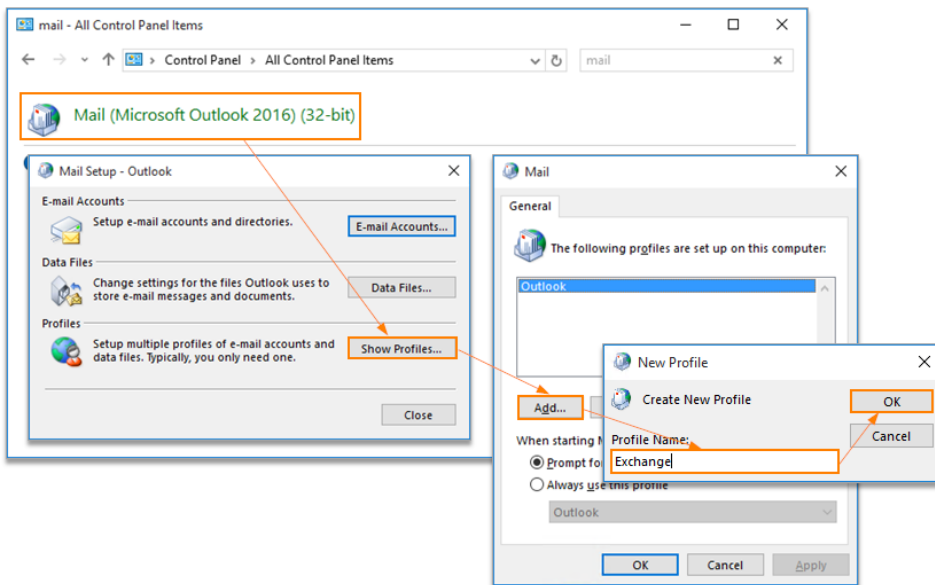 mail - All Control Panel Items
Control Panel > All Control Panel Items
mail
Mail (Microsoft Outlook 2016) (32-bit)
Mail Setup - Outlook
E-mail Accounts
Setup e-mail accounts and directories.
E-mail Accounts...
Data Files
Change settings for the files Outlook uses to
store e-mail messages and documents.
Data Files...
Profiles
Setup multiple profiles of e-mail accounts and
data files. Typically, you only need one.
Show Profiles...
Close
Mail
General
The following profiles are set up on this computer:
Outlook
Add...
When starting
Prompt for
Always use this profile
Outlook
OK Cancel Apply
New Profile
Create New Profile
OK
Cancel
Profile Name:
Exchange